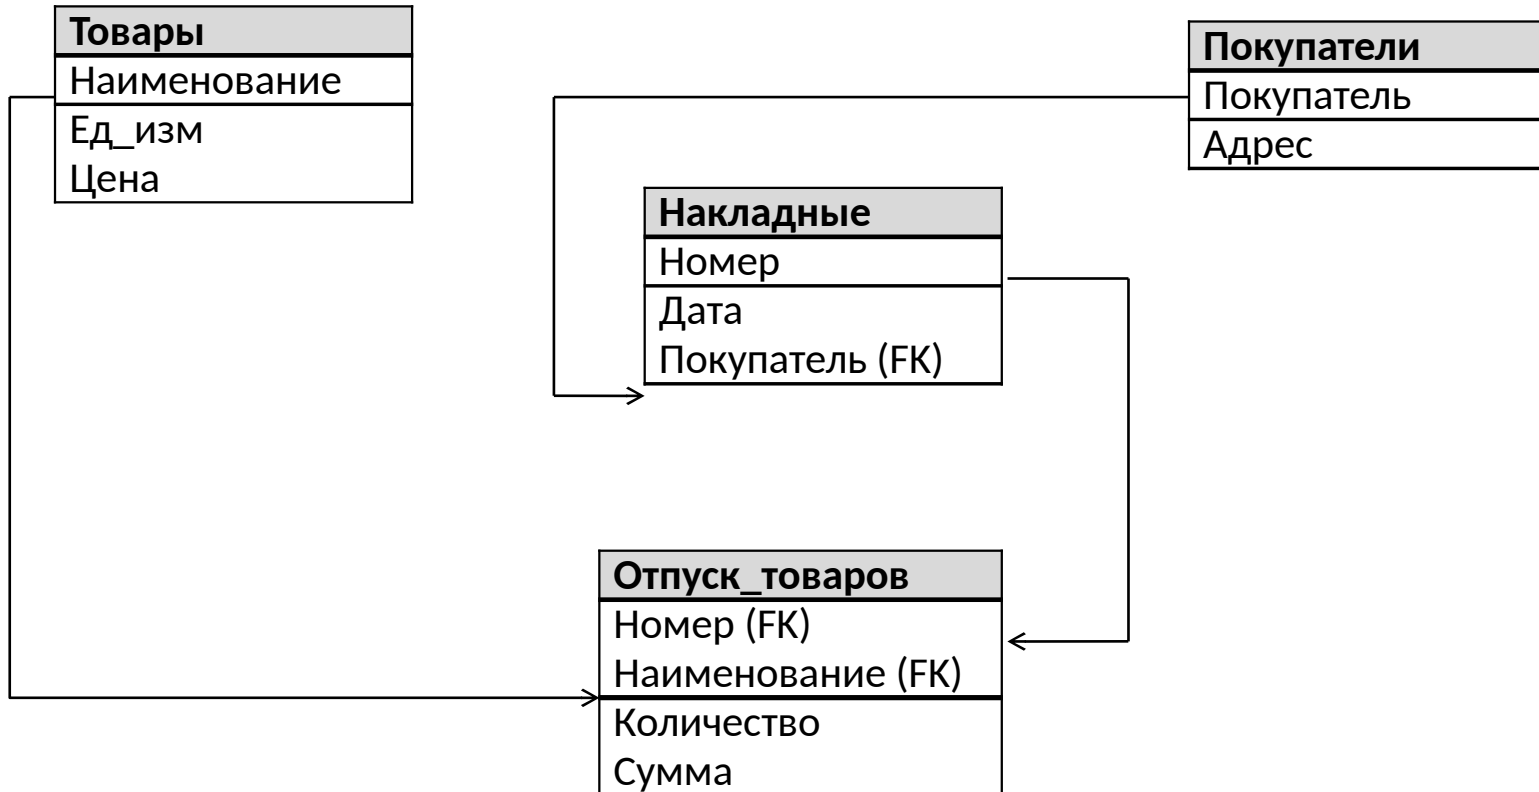 Товары
Наименование
Ед_изм
Цена
Покупатели
Покупатель
Адрес
Накладные
Номер
Дата
Покупатель (FK)
Отпуск_товаров
Номер (FK)
Наименование (FK)
Количество
Сумма